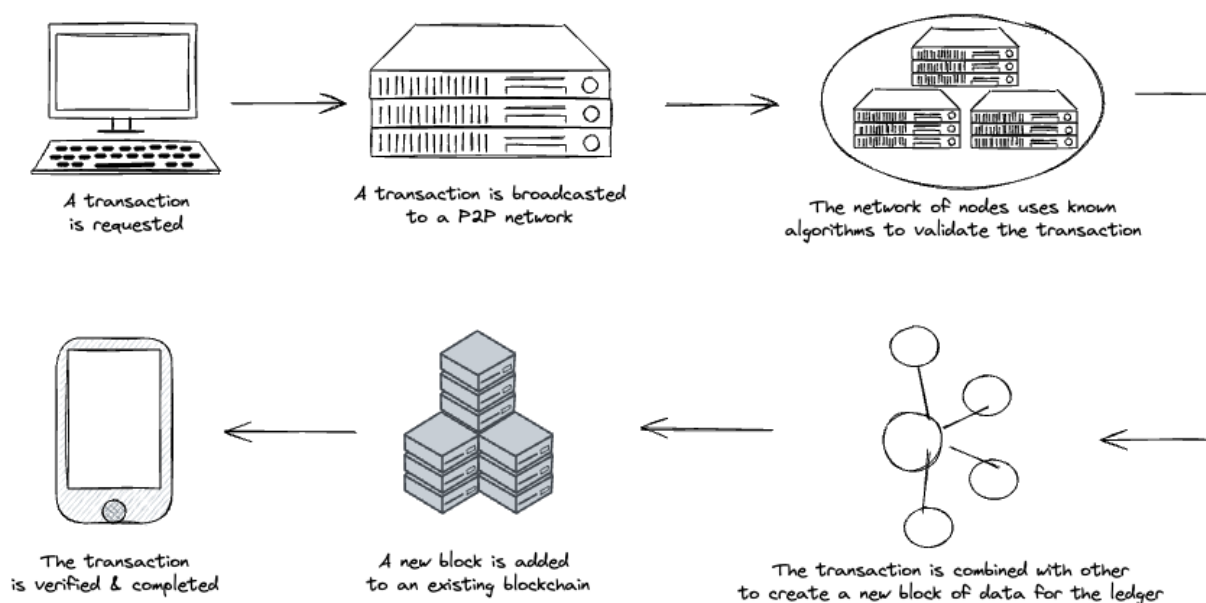 A transaction
is requested
A transaction is broadcasted
to a P2P network
The network of nodes uses known
algorithms to validate the transaction
The transaction is combined with other
to create a new block of data for the ledger
A new block is added
to an existing blockchain
The transaction
is verified & completed